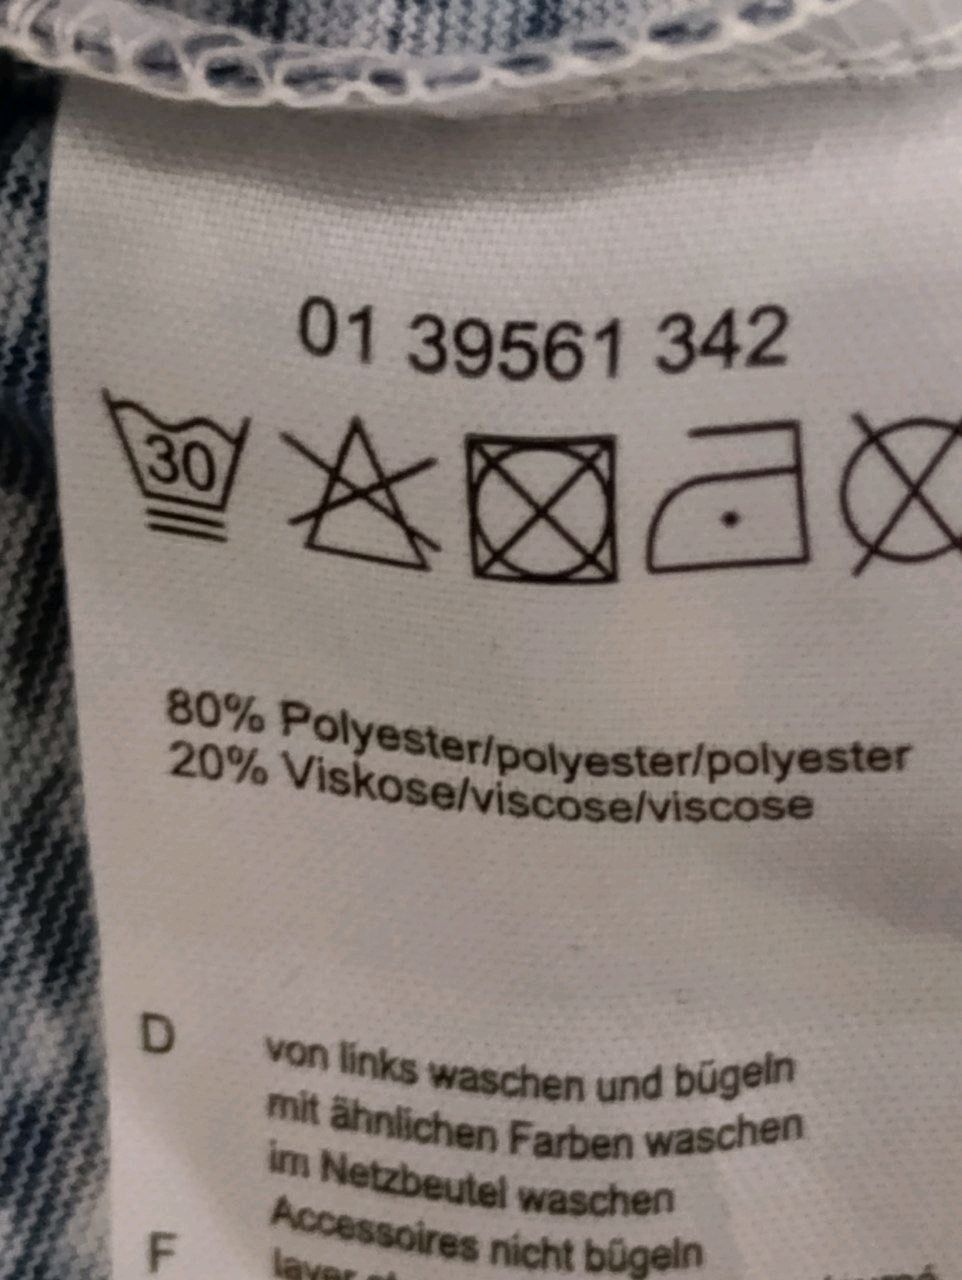 01 39561 342
30
80% Polyester/polyester/polyester
20% Viskose/viscose/viscose
D
von links waschen und bügeln
mit ähnlichen Farben waschen
im Netzbeutel waschen
Accessoires nicht bügeln
F